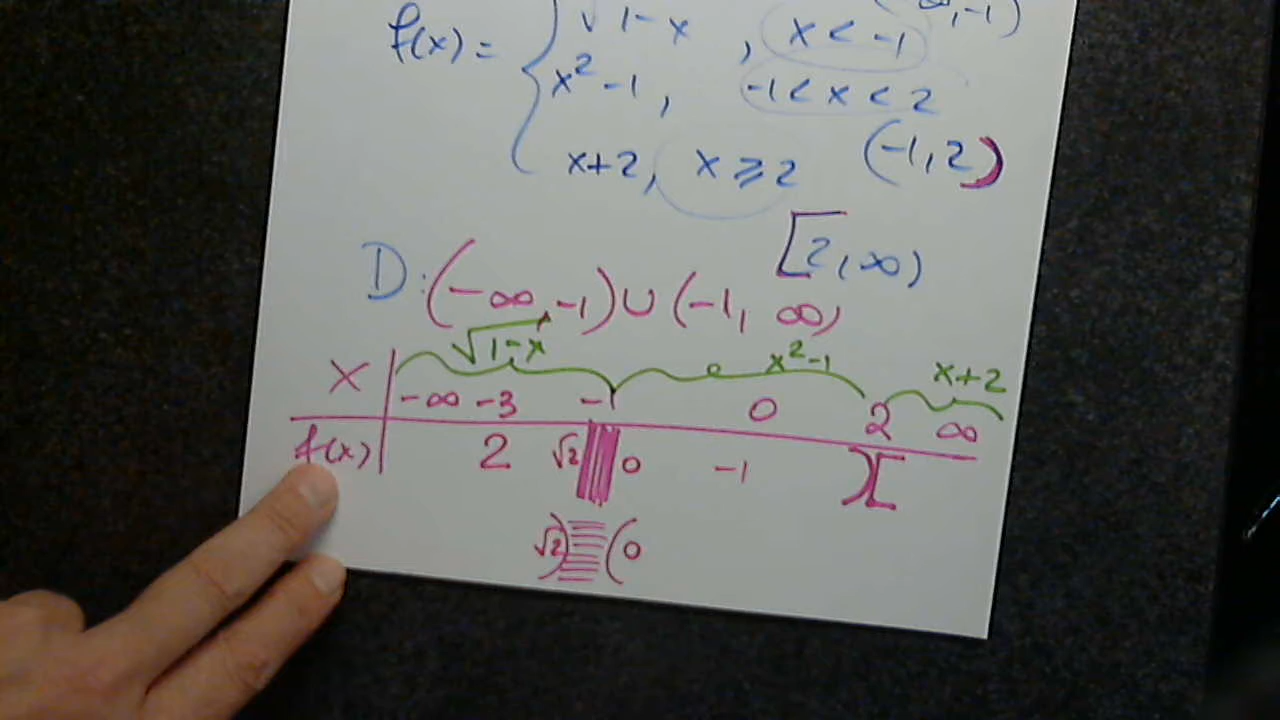 √1-x , x < -1 ∞,-1)
f(x) = { x² -1, -1 < x < 2
x+2, x ⩾ 2 (-1,2)
[2,∞)
D:(-∞,-1)∪(-1, ∞)
√1-x x²-1 x+2
x -∞ -3 -1 0 2 ∞
f(x) 2 √2 0 -1 )[
√2) (0